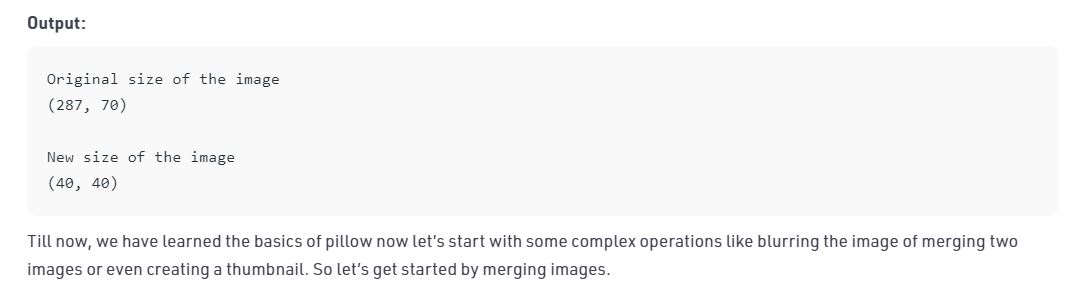 Output:
Original size of the image
(287, 70)
New size of the image
(40, 40)
Till now, we have learned the basics of pillow now let's start with some complex operations like blurring the image of merging two
images or even creating a thumbnail. So let's get started by merging images.